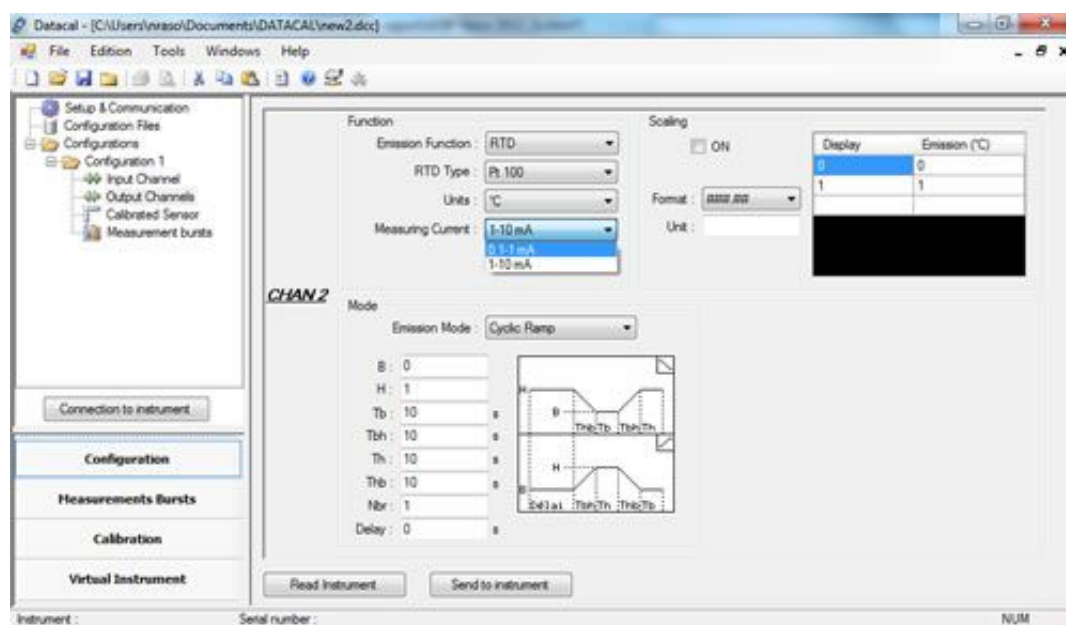 Datacal - [C:\Users\nraso\Documents\DATACAL\new2.dcc]
File Edition Tools Windows Help
Setup & Communication
Configuration Files
Configurations
Configuration 1
Input Channel
Output Channels
Calibrated Sensor
Measurement bursts
Connection to instrument
Configuration
Measurements Bursts
Calibration
Virtual Instrument
CHAN 2
Function
Emission Function : RTD
RTD Type : Pt 100
Units : °C
Measuring Current : 1-10 mA
0.1-1 mA
1-10 mA
Scaling
ON
Format : ###.##
Unit :
Display Emission (°C)
0 0
1 1
Mode
Emission Mode : Cyclic Ramp
B : 0
H : 1
Tb : 10 s
Tbh : 10 s
Th : 10 s
Thb : 10 s
Nbr : 1
Delay : 0 s
H
B
Thb Tb Tbh Th
H
B
Délai Tbh Th Thb Tb
Read Instrument Send to instrument
Instrument : Serial number : NUM